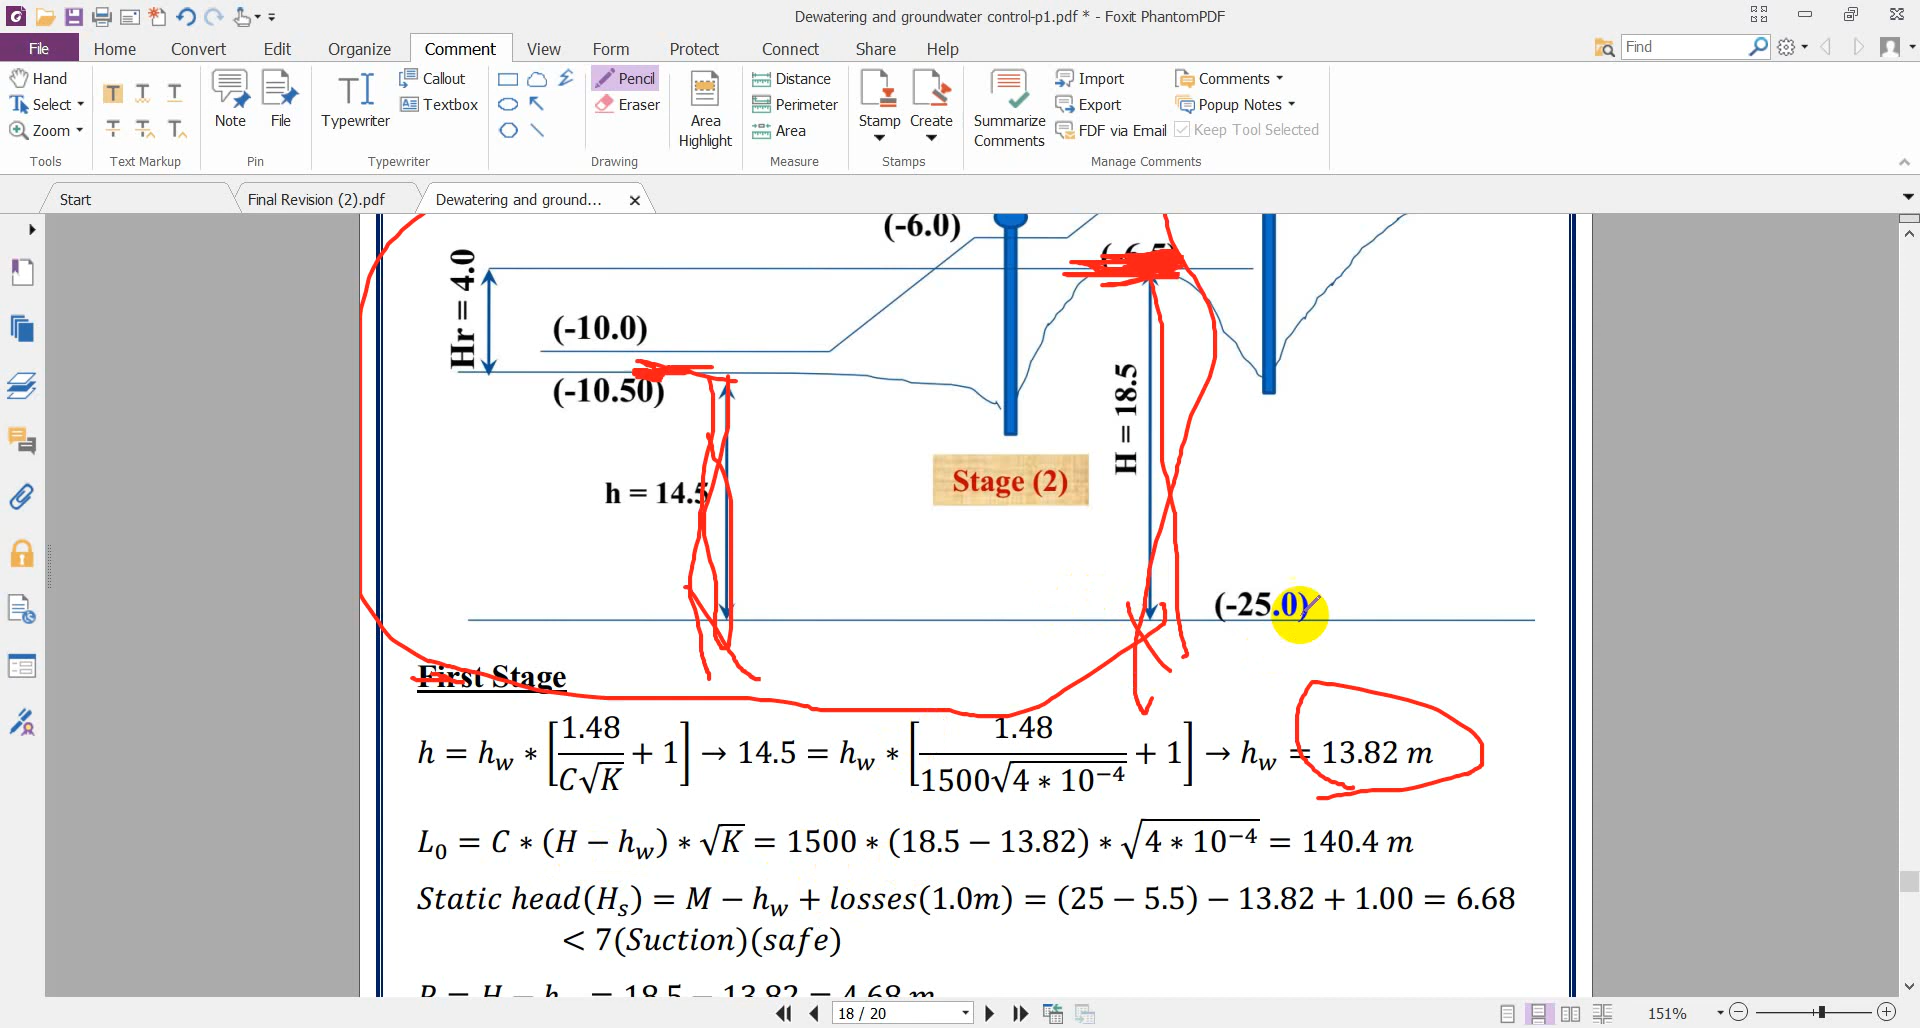 Dewatering and groundwater control-p1.pdf * - Foxit PhantomPDF
File Home Convert Edit Organize Comment View Form Protect Connect Share Help Find
Hand
Select
Zoom
Tools
Text Markup
Note
File
Pin
Typewriter
Callout
Textbox
Typewriter
Pencil
Eraser
Drawing
Area Highlight
Distance
Perimeter
Area
Measure
Stamp
Create
Stamps
Summarize Comments
Import
Export
FDF via Email
Comments
Popup Notes
Keep Tool Selected
Manage Comments
Start
Final Revision (2).pdf
Dewatering and ground...
(-6.0)
Hr = 4.0
(-10.0)
(-10.50)
H = 18.5
h = 14.5
Stage (2)
(-25.0)
First Stage
h = h_w * [1.48 / C√K + 1] → 14.5 = h_w * [1.48 / 1500√4 * 10⁻⁴ + 1] → h_w = 13.82 m
L₀ = C * (H − h_w) * √K = 1500 * (18.5 − 13.82) * √4 * 10⁻⁴ = 140.4 m
Static head(H_s) = M − h_w + losses(1.0m) = (25 − 5.5) − 13.82 + 1.00 = 6.68
< 7(Suction)(safe)
18 / 20
151%